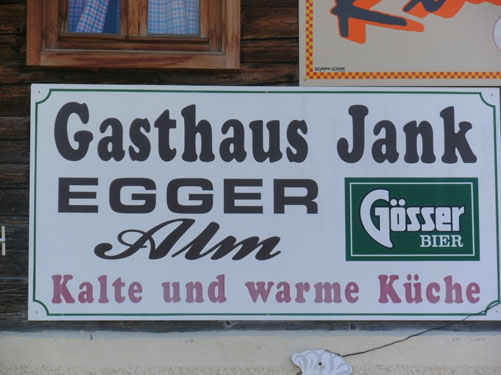 Gasthaus Jank
EGGER
Alm
Gösser
BIER
Kalte und warme Küche